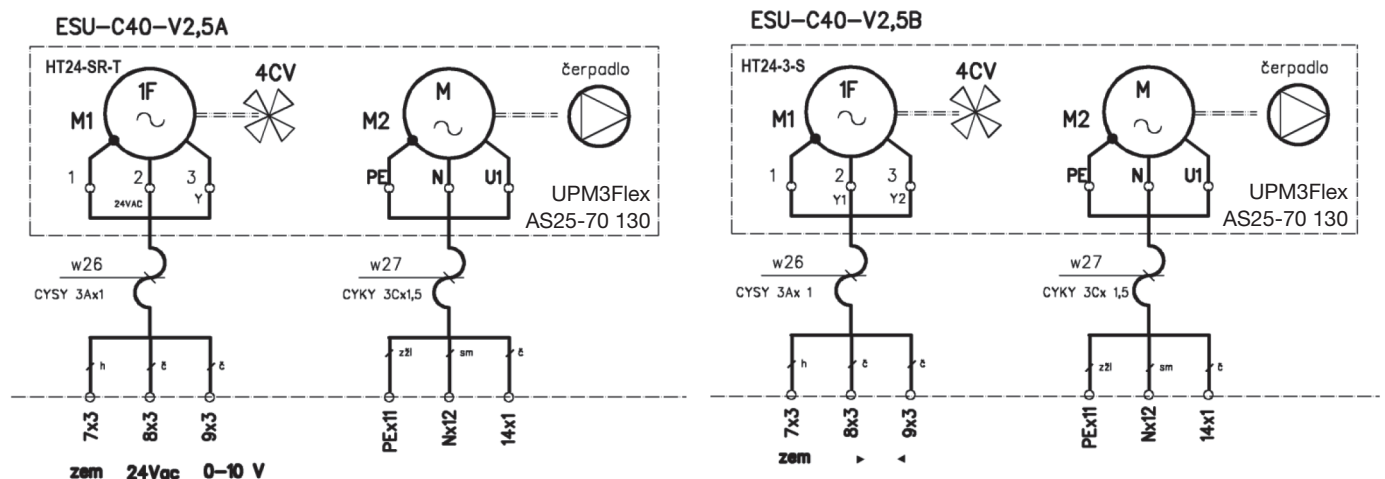 ESU-C40-V2,5A
HT24-SR-T
1F
4CV
M
čerpadlo
M1
M2
1
2
3
PE
N
U1
24VAC
Y
UPM3Flex
AS25-70 130
w26
CYSY 3Ax1
w27
CYKY 3Cx1,5
h
č
č
zžl
sm
č
7x3
8x3
9x3
PEx11
Nx12
14x1
zem
24Vac
0-10 V
ESU-C40-V2,5B
HT24-3-S
1F
4CV
M
čerpadlo
M1
M2
1
2
3
PE
N
U1
Y1
Y2
UPM3Flex
AS25-70 130
w26
CYSY 3Ax 1
w27
CYKY 3Cx 1,5
h
č
č
zžl
sm
č
7x3
8x3
9x3
PEx11
Nx12
14x1
zem